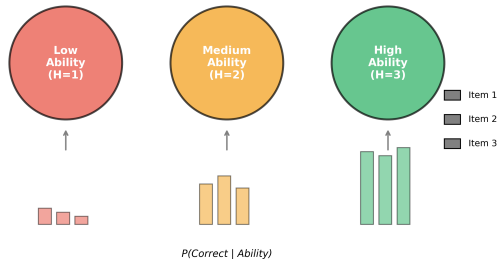 Low
Ability
(H=1)
Medium
Ability
(H=2)
High
Ability
(H=3)
Item 1
Item 2
Item 3
P(Correct | Ability)